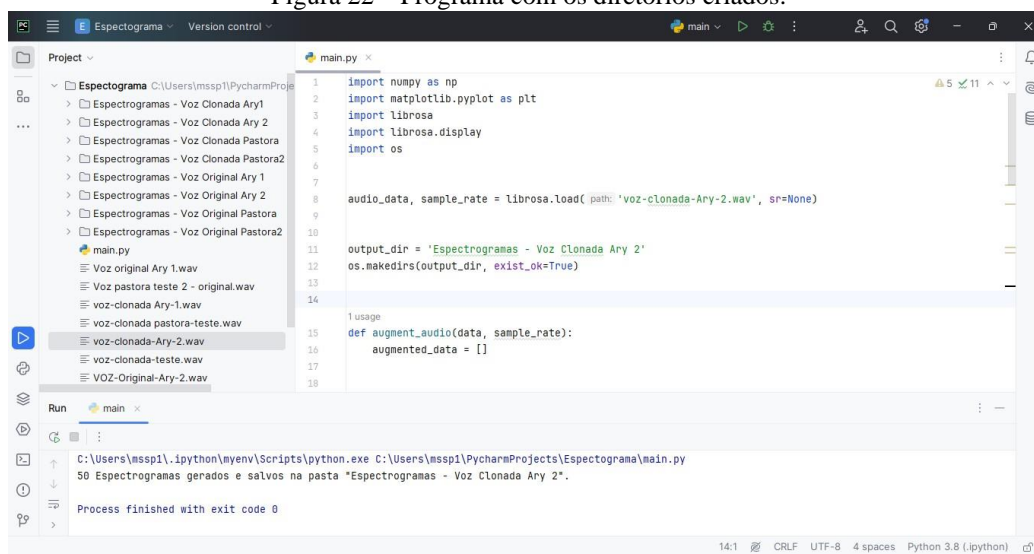 Figura 22 – Programa com os diretórios criados.
PC
E Espectograma Version control main
Project
main.py
Espectograma C:\Users\mssp1\PycharmProje
Espectrogramas - Voz Clonada Ary1
Espectrogramas - Voz Clonada Ary 2
Espectrogramas - Voz Clonada Pastora
Espectrogramas - Voz Clonada Pastora2
Espectrogramas - Voz Original Ary 1
Espectrogramas - Voz Original Ary 2
Espectrogramas - Voz Original Pastora
Espectrogramas - Voz Original Pastora2
main.py
Voz original Ary 1.wav
Voz pastora teste 2 - original.wav
voz-clonada Ary-1.wav
voz-clonada pastora-teste.wav
voz-clonada-Ary-2.wav
voz-clonada-teste.wav
VOZ-Original-Ary-2.wav
5 11
1 import numpy as np
2 import matplotlib.pyplot as plt
3 import librosa
4 import librosa.display
5 import os
6
7
8 audio_data, sample_rate = librosa.load( path: 'voz-clonada-Ary-2.wav', sr=None)
9
10
11 output_dir = 'Espectrogramas - Voz Clonada Ary 2'
12 os.makedirs(output_dir, exist_ok=True)
13
14
1 usage
15 def augment_audio(data, sample_rate):
16 augmented_data = []
17
18
Run main
C:\Users\mssp1\.ipython\myenv\Scripts\python.exe C:\Users\mssp1\PycharmProjects\Espectograma\main.py
50 Espectrogramas gerados e salvos na pasta "Espectrogramas - Voz Clonada Ary 2".
Process finished with exit code 0
14:1 CRLF UTF-8 4 spaces Python 3.8 (.ipython)